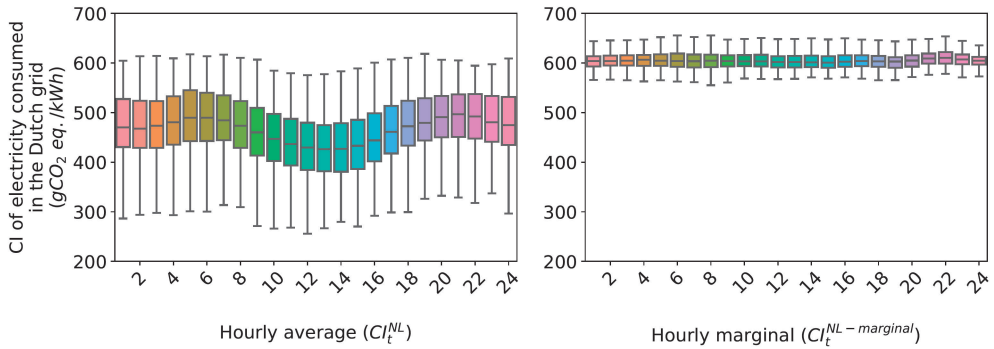 CI of electricity consumed
in the Dutch grid
(gCO₂ eq./kWh)
700
600
500
400
300
200
2 4 6 8 10 12 14 16 18 20 22 24
Hourly average (CI_t^{NL})
700
600
500
400
300
200
2 4 6 8 10 12 14 16 18 20 22 24
Hourly marginal (CI_t^{NL−marginal})